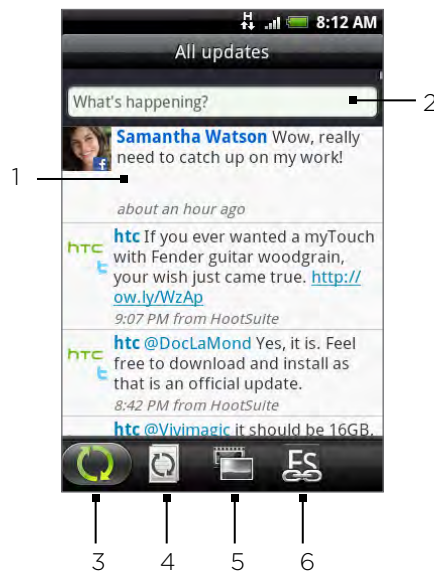 H
8:12 AM
All updates
What's happening?
2
Samantha Watson Wow, really
need to catch up on my work!
1
f
about an hour ago
htc
htc If you ever wanted a myTouch
with Fender guitar woodgrain,
t
your wish just came true. http://
ow.ly/WzAp
9:07 PM from HootSuite
htc
htc @DocLaMond Yes, it is. Feel
free to download and install as
t
that is an official update.
8:42 PM from HootSuite
htc @Vivimagic it should be 16GB.
FS
3
4
5
6